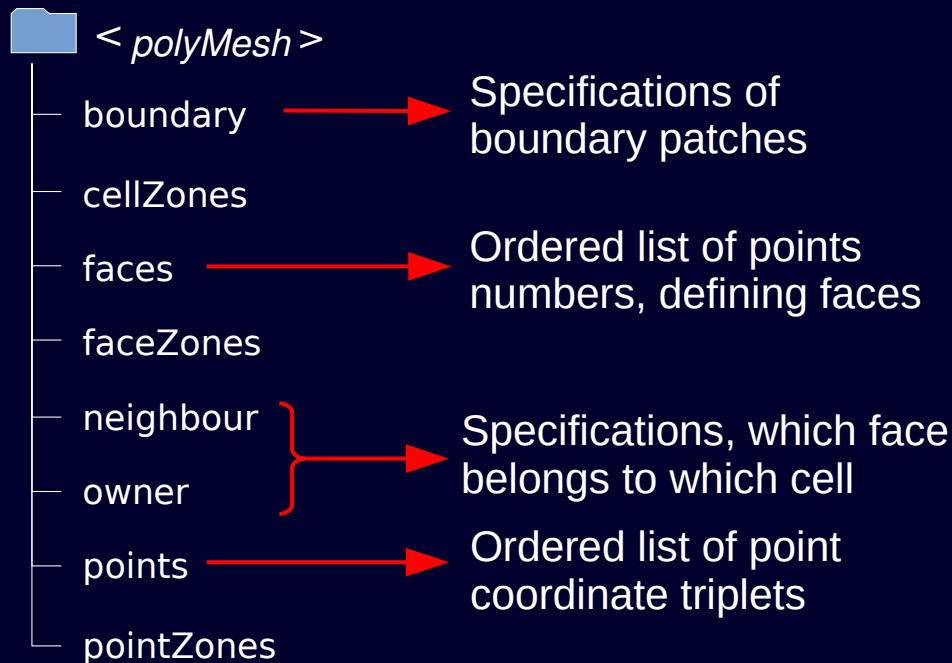 < polyMesh >
boundary
Specifications of
boundary patches
cellZones
faces
Ordered list of points
numbers, defining faces
faceZones
neighbour
owner
Specifications, which face
belongs to which cell
points
Ordered list of point
coordinate triplets
pointZones